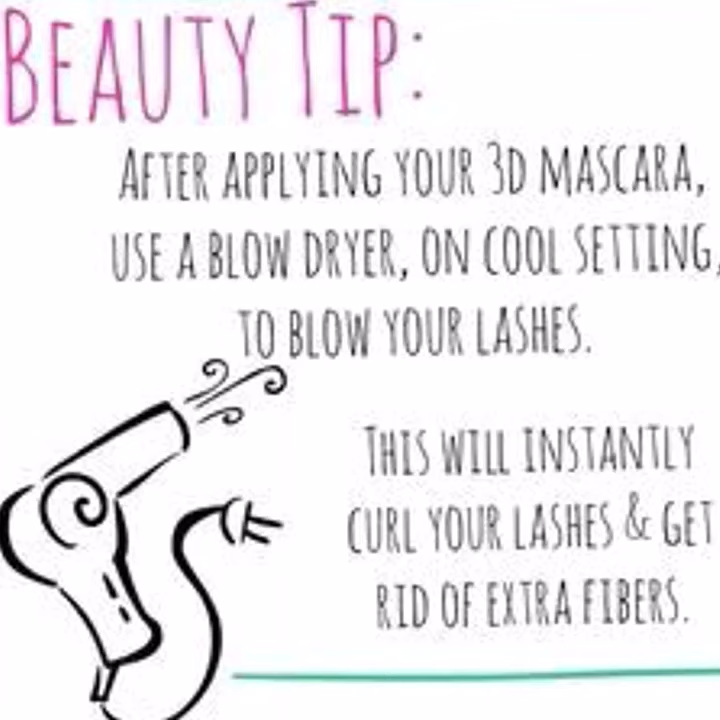 BEAUTY TIP:
AFTER APPLYING YOUR 3D MASCARA,
USE A BLOW DRYER, ON COOL SETTING,
TO BLOW YOUR LASHES.
THIS WILL INSTANTLY
CURL YOUR LASHES & GET
RID OF EXTRA FIBERS.